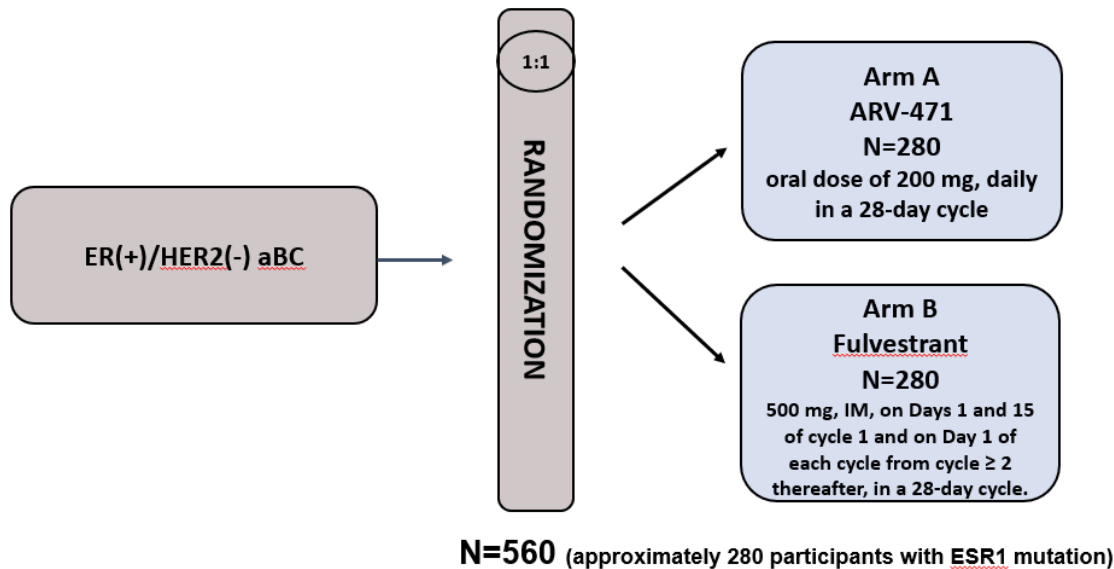 ER(+)/HER2(-) aBC
1:1
RANDOMIZATION
Arm A
ARV-471
N=280
oral dose of 200 mg, daily
in a 28-day cycle
Arm B
Fulvestrant
N=280
500 mg, IM, on Days 1 and 15
of cycle 1 and on Day 1 of
each cycle from cycle ≥ 2
thereafter, in a 28-day cycle.
N=560 (approximately 280 participants with ESR1 mutation)